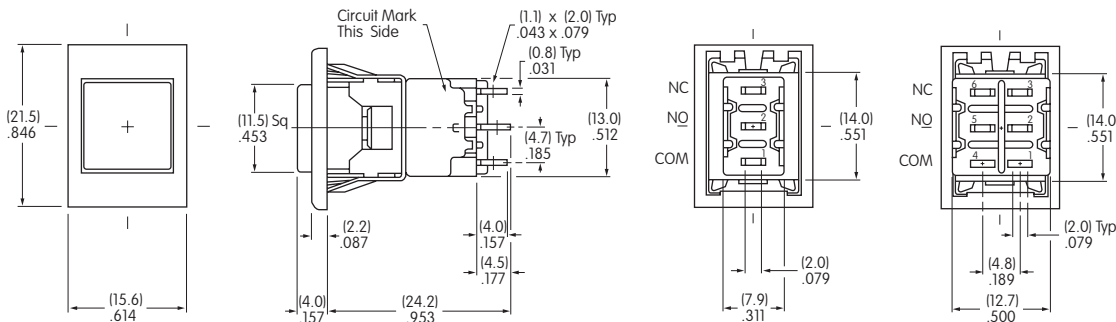 (21.5)
.846
(15.6)
.614
(11.5) Sq
.453
Circuit Mark
This Side
(1.1) x (2.0) Typ
.043 x .079
(0.8) Typ
.031
(13.0)
.512
(4.7) Typ
.185
(2.2)
.087
(4.0)
.157
(4.5)
.177
(4.0)
.157
(24.2)
.953
NC
NO
COM
3
2
1
(14.0)
.551
(2.0)
.079
(7.9)
.311
NC
NO
COM
6 3
5 2
4 1
(14.0
.551
(2.0) Typ
.079
(4.8)
.189
(12.7)
.500